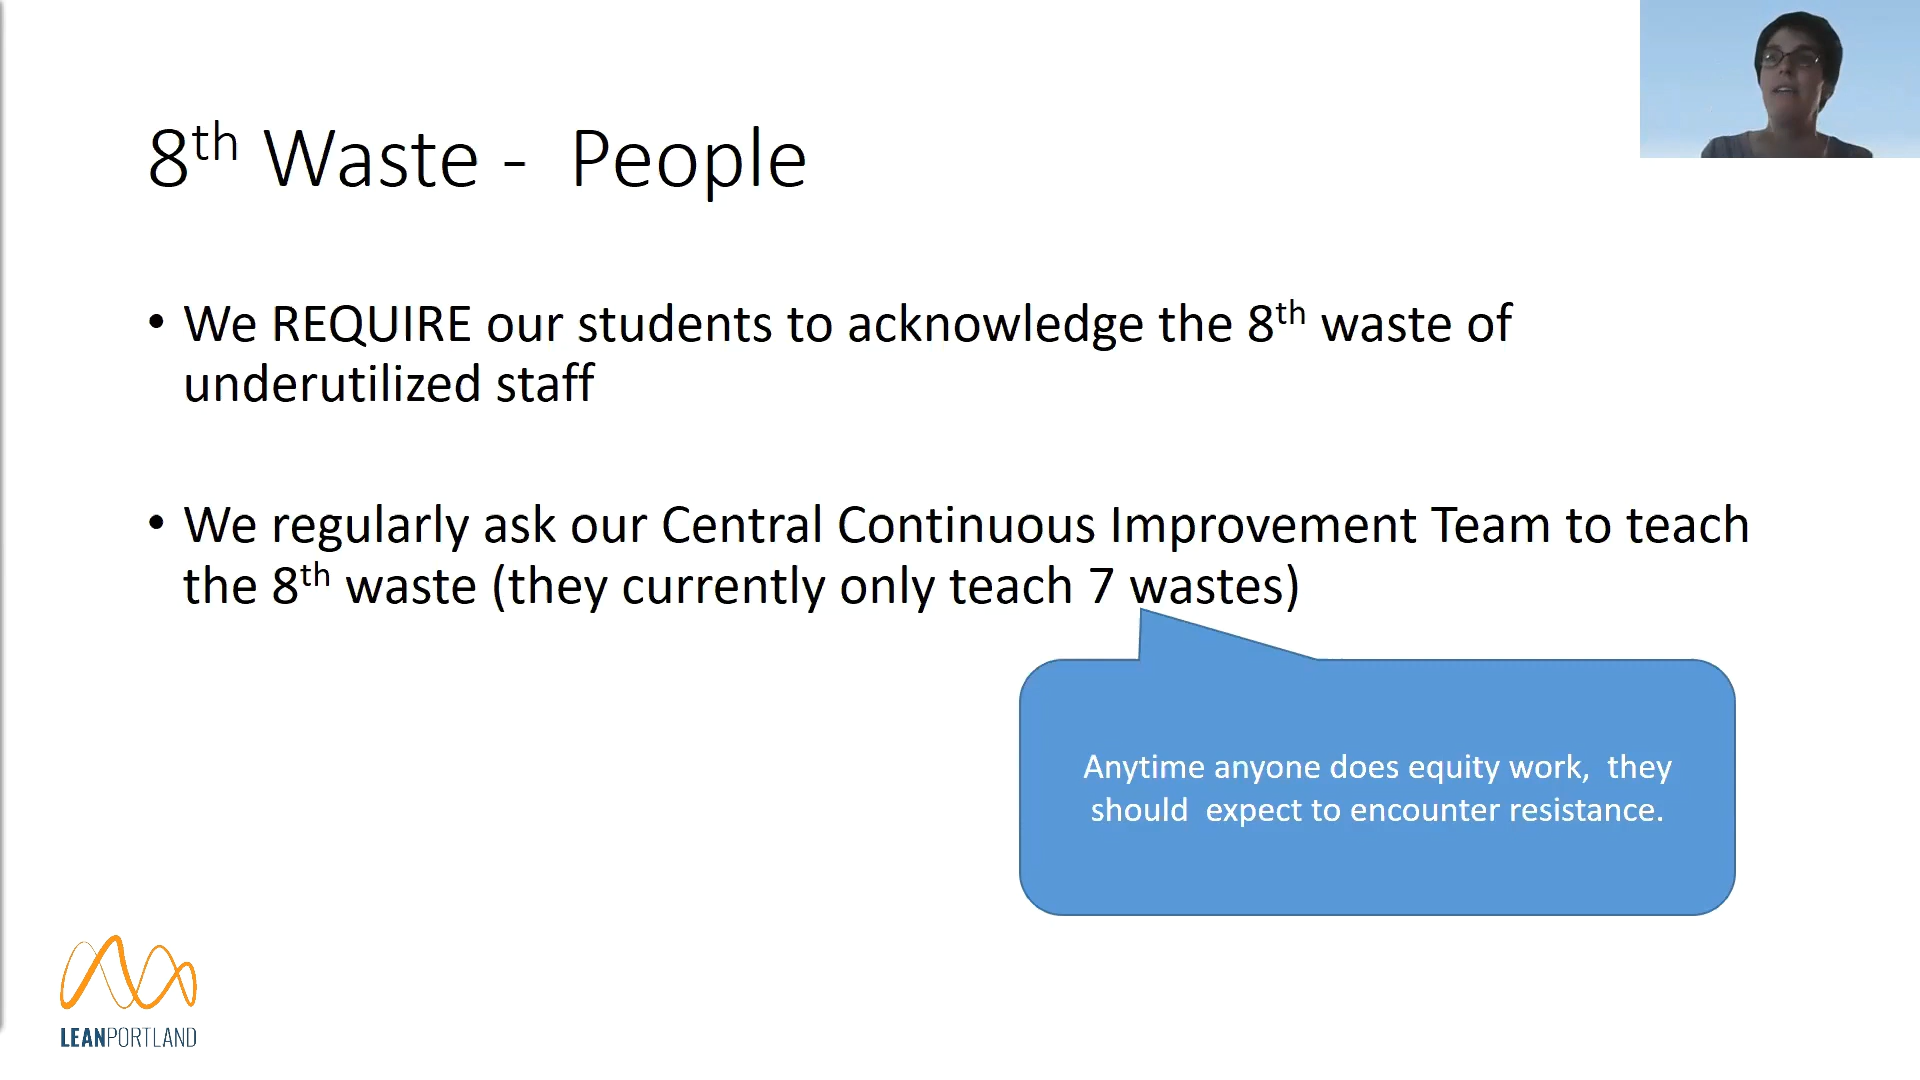 8th Waste -  People
• We REQUIRE our students to acknowledge the 8th waste of
underutilized staff
• We regularly ask our Central Continuous Improvement Team to teach
the 8th waste (they currently only teach 7 wastes)
Anytime anyone does equity work,  they
should  expect to encounter resistance.
LEANPORTLAND